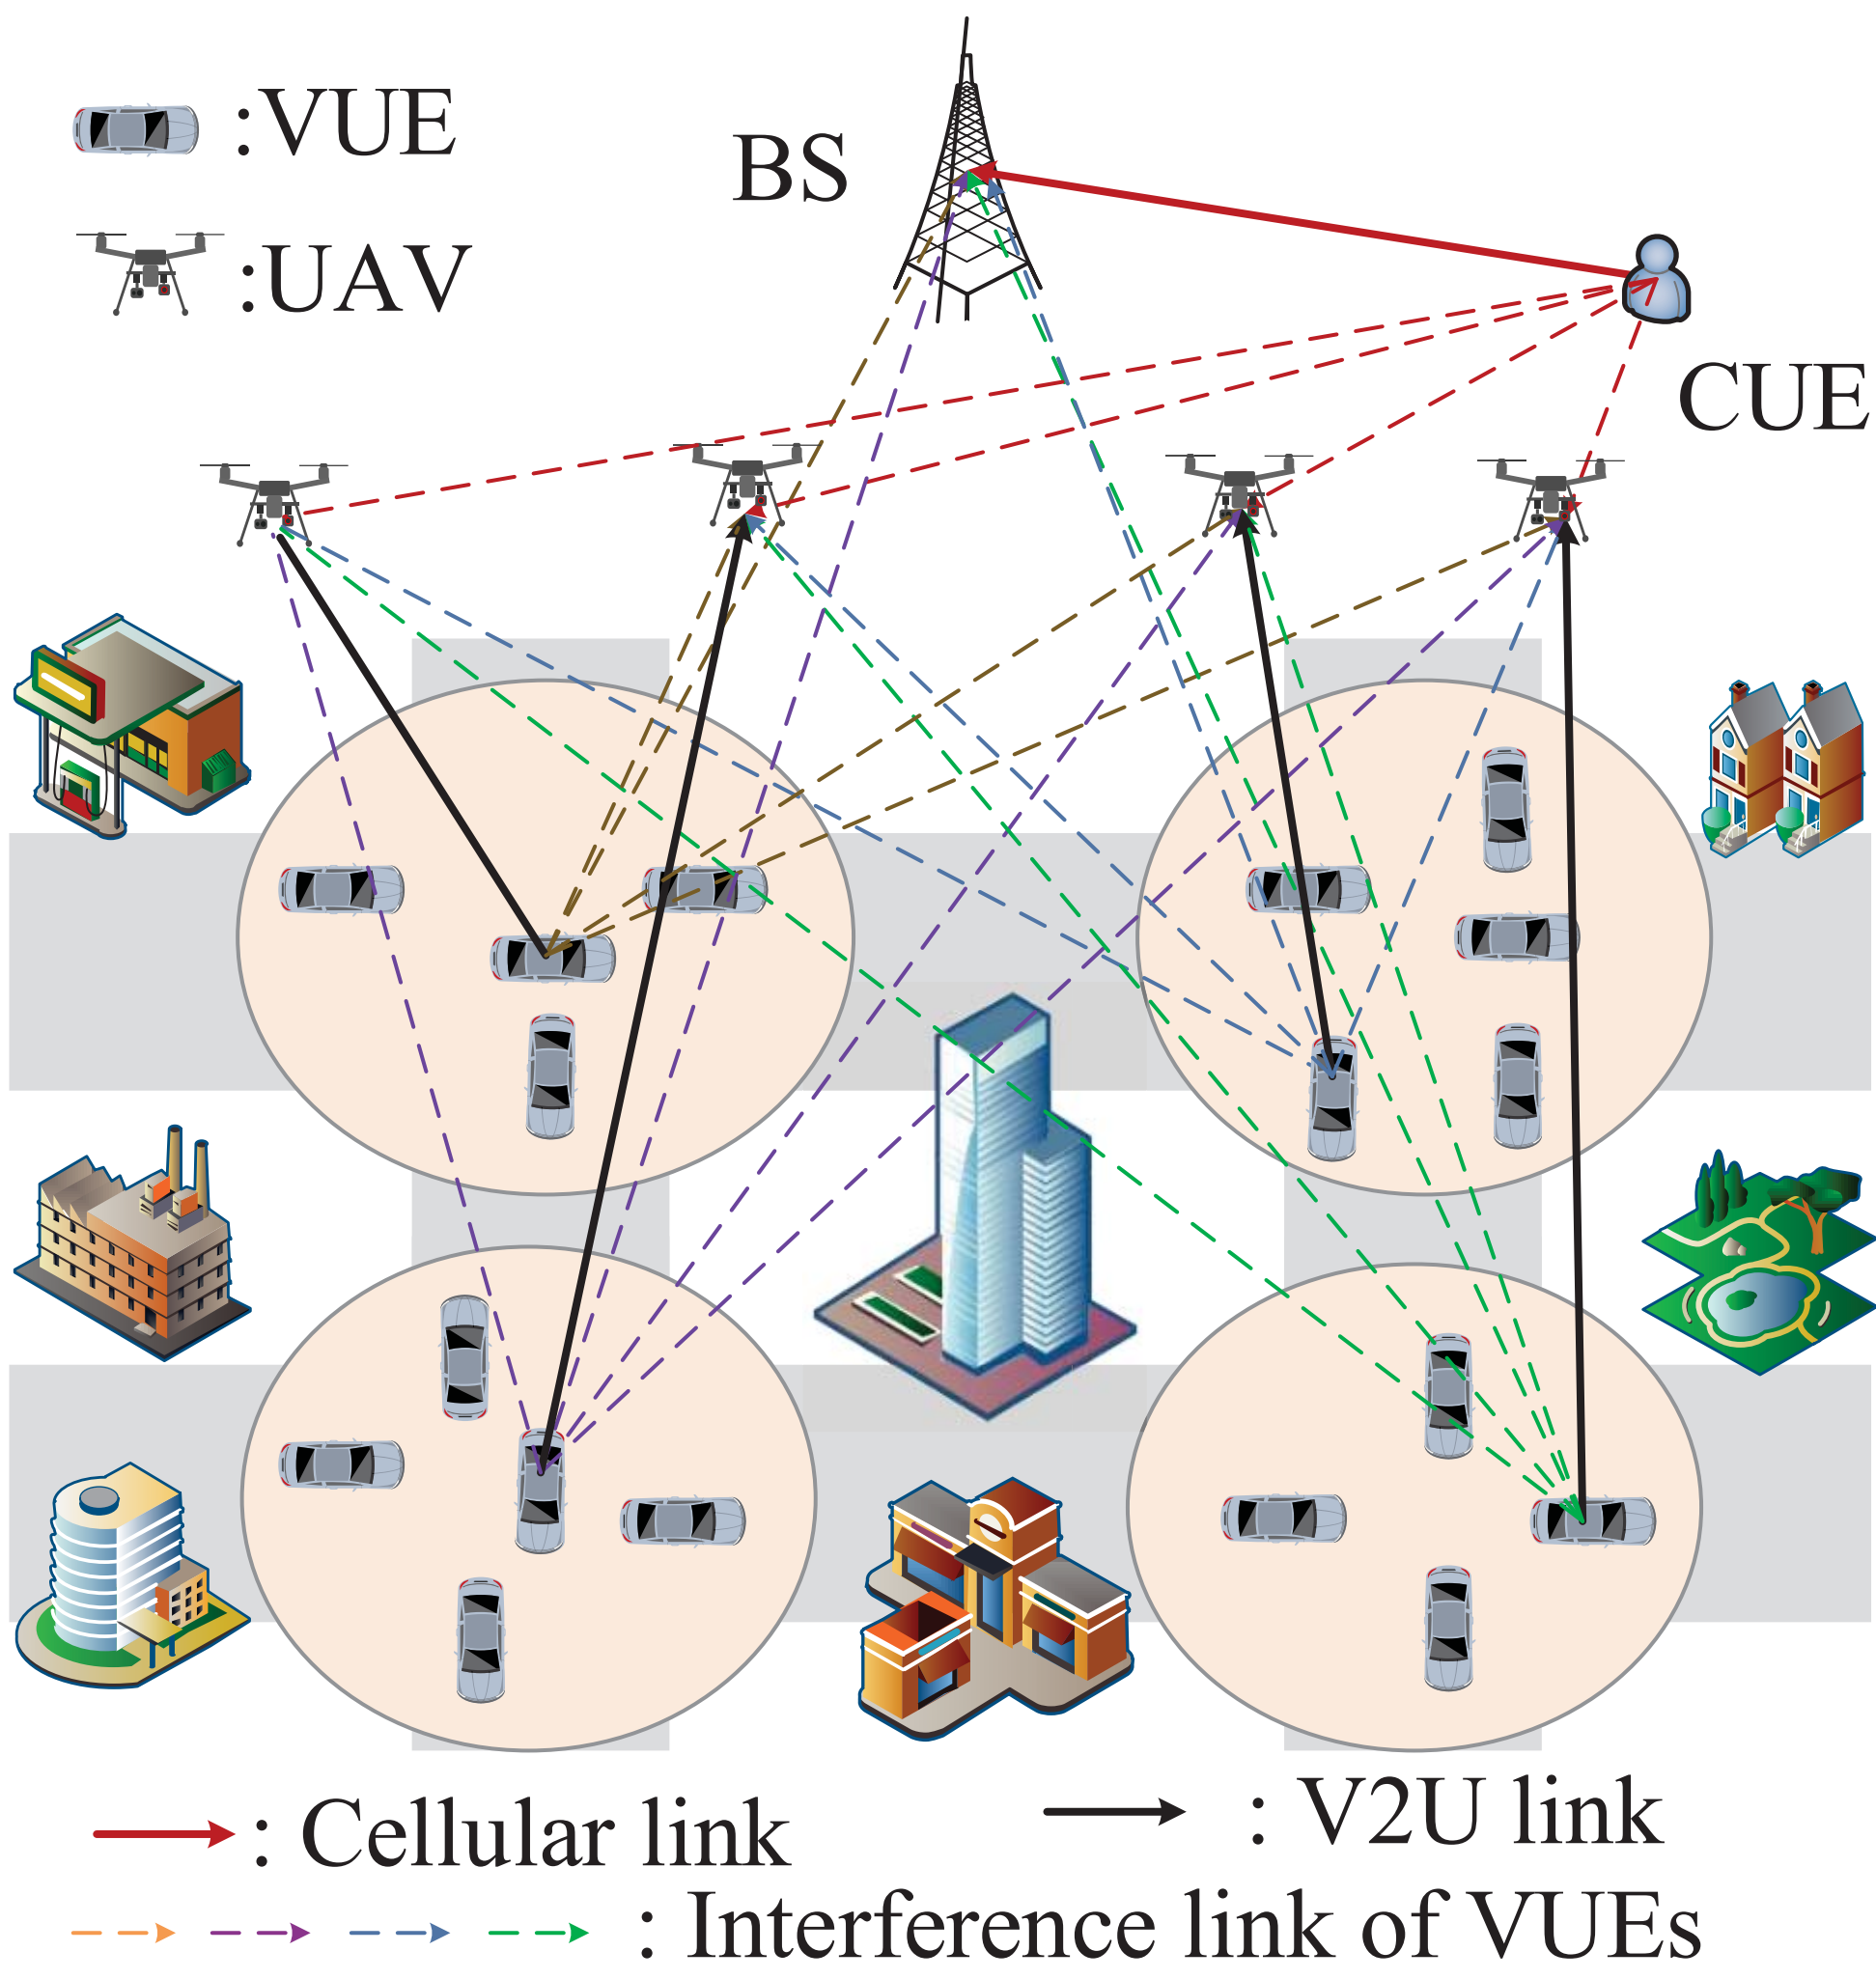 :VUE
BS
:UAV
CUE
: Cellular link
: V2U link
: Interference link of VUEs